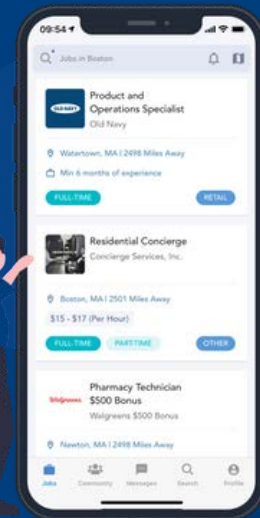 09:54
Jobs in Boston
OLD NAVY
Product and
Operations Specialist
Old Navy
Watertown, MA | 2498 Miles Away
Min 6 months of experience
FULL-TIME
RETAIL
Residential Concierge
Concierge Services, Inc.
Boston, MA | 2501 Miles Away
$15 - $17 (Per Hour)
FULL-TIME
PART-TIME
OTHER
Pharmacy Technician
$500 Bonus
Walgreens
Walgreens $500 Bonus
Newton, MA | 2498 Miles Away
Jobs
Community
Messages
Search
Profile